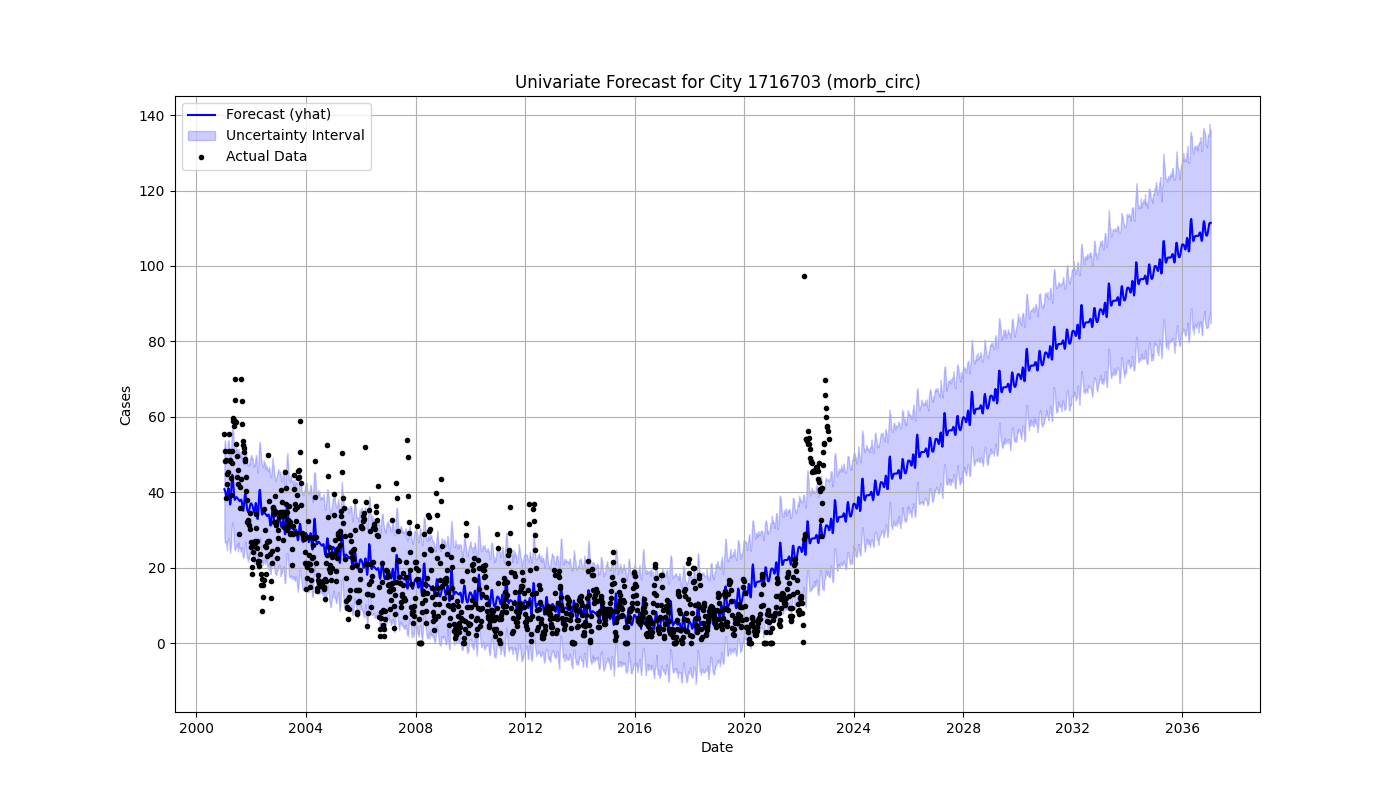 Univariate Forecast for City 1716703 (morb_circ)
Forecast (yhat)
Uncertainty Interval
Actual Data
140
120
100
80
60
40
20
0
Cases
2000 2004 2008 2012 2016 2020 2024 2028 2032 2036
Date